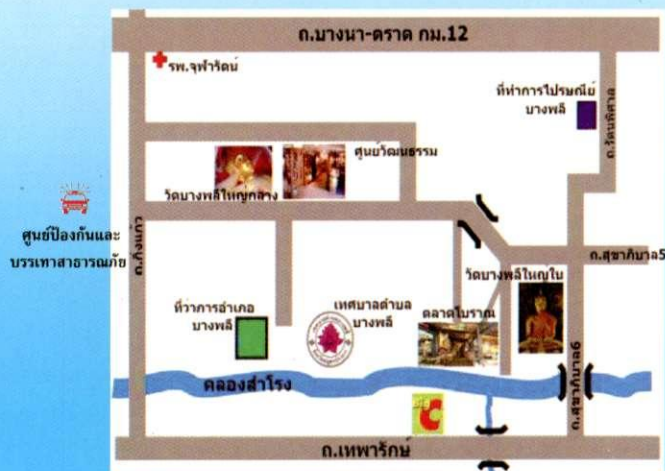 ถ.บางนา-ตราด กม.12
รพ.จุฬารัตน์
ที่ทำการไปรษณีย์
บางพลี
ถ.รัตนพิศาล
ศูนย์วัฒนธรรม
วัดบางพลีใหญ่กลาง
ศูนย์ป้องกันและ
บรรเทาสาธารณภัย
ถ.กิ่งแก้ว
ถ.สุขาภิบาล5
วัดบางพลีใหญ่ใน
ที่ว่าการอำเภอ
บางพลี
เทศบาลตำบล
บางพลี
ตลาดโบราณ
คลองสำโรง
ถ.สุขาภิบาล6
C
ถ.เทพารักษ์